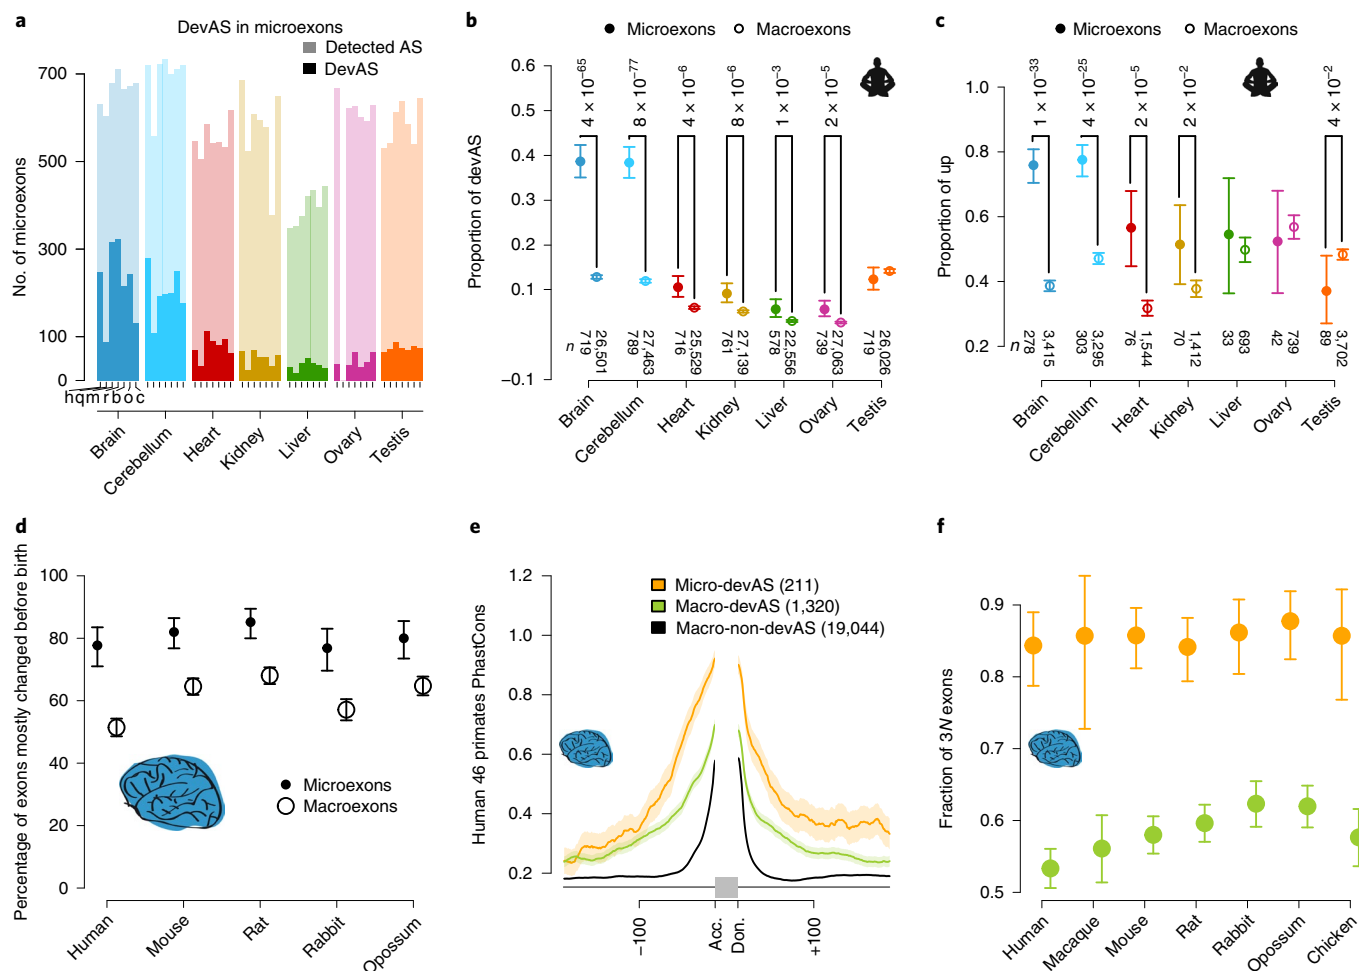 a
DevAS in microexons
Detected AS
DevAS
No. of microexons
700
500
300
100
0
hqmrboc
Brain
Cerebellum
Heart
Kidney
Liver
Ovary
Testis
b
Microexons
Macroexons
Proportion of devAS
0.6
0.5
0.4
0.3
0.2
0.1
−0.1
4 × 10−65
8 × 10−77
4 × 10−6
8 × 10−6
1 × 10−3
2 × 10−5
n
719
26,501
789
27,463
716
25,529
761
27,139
578
22,556
739
27,063
719
26,026
Brain
Cerebellum
Heart
Kidney
Liver
Ovary
Testis
c
Microexons
Macroexons
Proportion of up
1.0
0.8
0.6
0.4
0.2
1 × 10−33
4 × 10−25
2 × 10−5
2 × 10−2
4 × 10−2
n
278
3,415
303
3,295
76
1,544
70
1,412
33
693
42
739
89
3,702
Brain
Cerebellum
Heart
Kidney
Liver
Ovary
Testis
d
Percentage of exons mostly changed before birth
100
80
60
40
20
0
Microexons
Macroexons
Human
Mouse
Rat
Rabbit
Opossum
e
Human 46 primates PhastCons
1.2
1.0
0.8
0.6
0.4
0.2
Micro-devAS (211)
Macro-devAS (1,320)
Macro-non-devAS (19,044)
−100
Acc.
Don.
+100
f
Fraction of 3N exons
0.9
0.8
0.7
0.6
0.5
Human
Macaque
Mouse
Rat
Rabbit
Opossum
Chicken